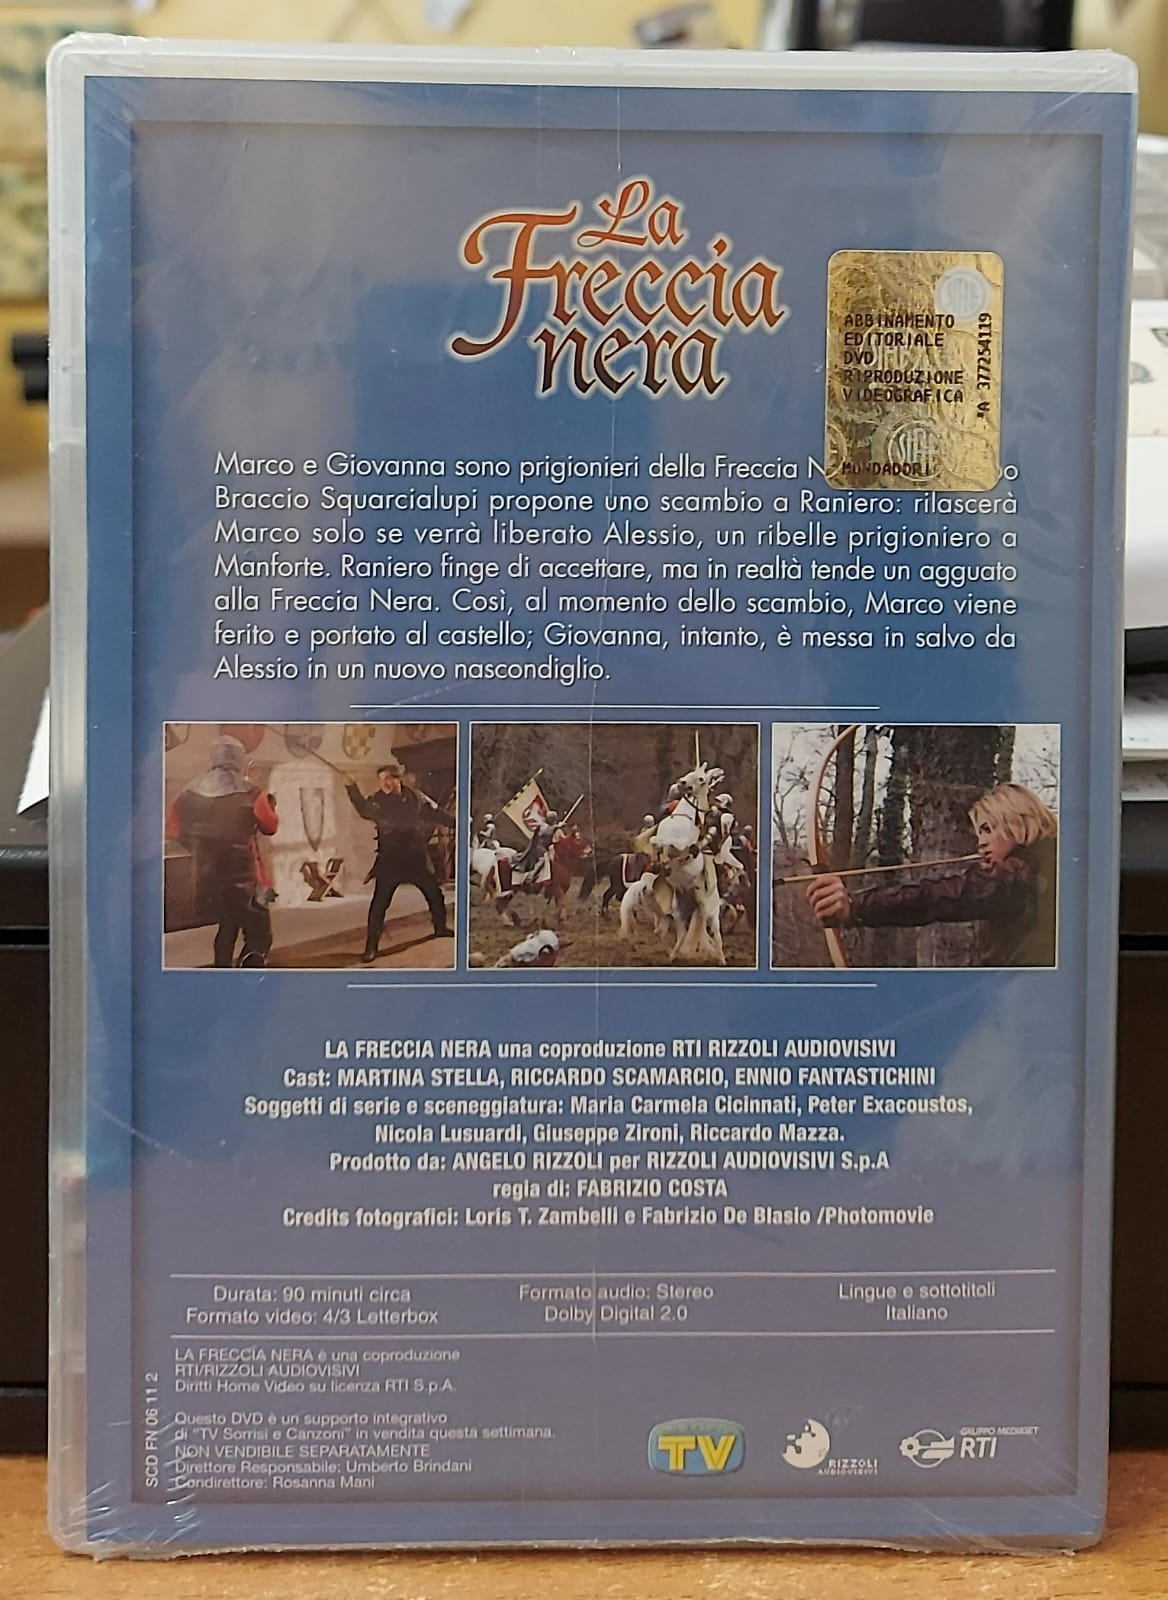 La
Freccia
nera
ABBINAMENTO
EDITORIALE
DVD
RIPRODUZIONE
VIDEOGRAFICA
*A 377254119
MONDADORI
Marco e Giovanna sono prigionieri della Freccia
Braccio Squarcialupi propone uno scambio a Raniero: rilascerà
Marco solo se verrà liberato Alessio, un ribelle prigioniero a
Manforte. Raniero finge di accettare, ma in realtà tende un agguato
alla Freccia Nera. Così, al momento dello scambio, Marco viene
ferito e portato al castello; Giovanna, intanto, è messa in salvo da
Alessio in un nuovo nascondiglio.
LA FRECCIA NERA una coproduzione RTI RIZZOLI AUDIOVISIVI
Cast: MARTINA STELLA, RICCARDO SCAMARCIO, ENNIO FANTASTICHINI
Soggetti di serie e sceneggiatura: Maria Carmela Cicinnati, Peter Exacoustos,
Nicola Lusuardi, Giuseppe Zironi, Riccardo Mazza.
Prodotto da: ANGELO RIZZOLI per RIZZOLI AUDIOVISIVI S.p.A
regia di: FABRIZIO COSTA
Credits fotografici: Loris T. Zambelli e Fabrizio De Blasio /Photomovie
Durata: 90 minuti circa
Formato video: 4/3 Letterbox
Formato audio: Stereo
Dolby Digital 2.0
Lingue e sottotitoli
Italiano
LA FRECCIA NERA è una coproduzione
RTI/RIZZOLI AUDIOVISIVI
Diritti Home Video su licenza RTI S.p.A.
Questo DVD è un supporto integrativo
di "TV Sorrisi e Canzoni" in vendita questa settimana.
NON VENDIBILE SEPARATAMENTE
Direttore Responsabile: Umberto Brindani
Condirettore: Rosanna Mani
SCD FN 06 11 2
TV
RIZZOLI
AUDIOVISIVI
GRUPPO MEDIASET
RTI